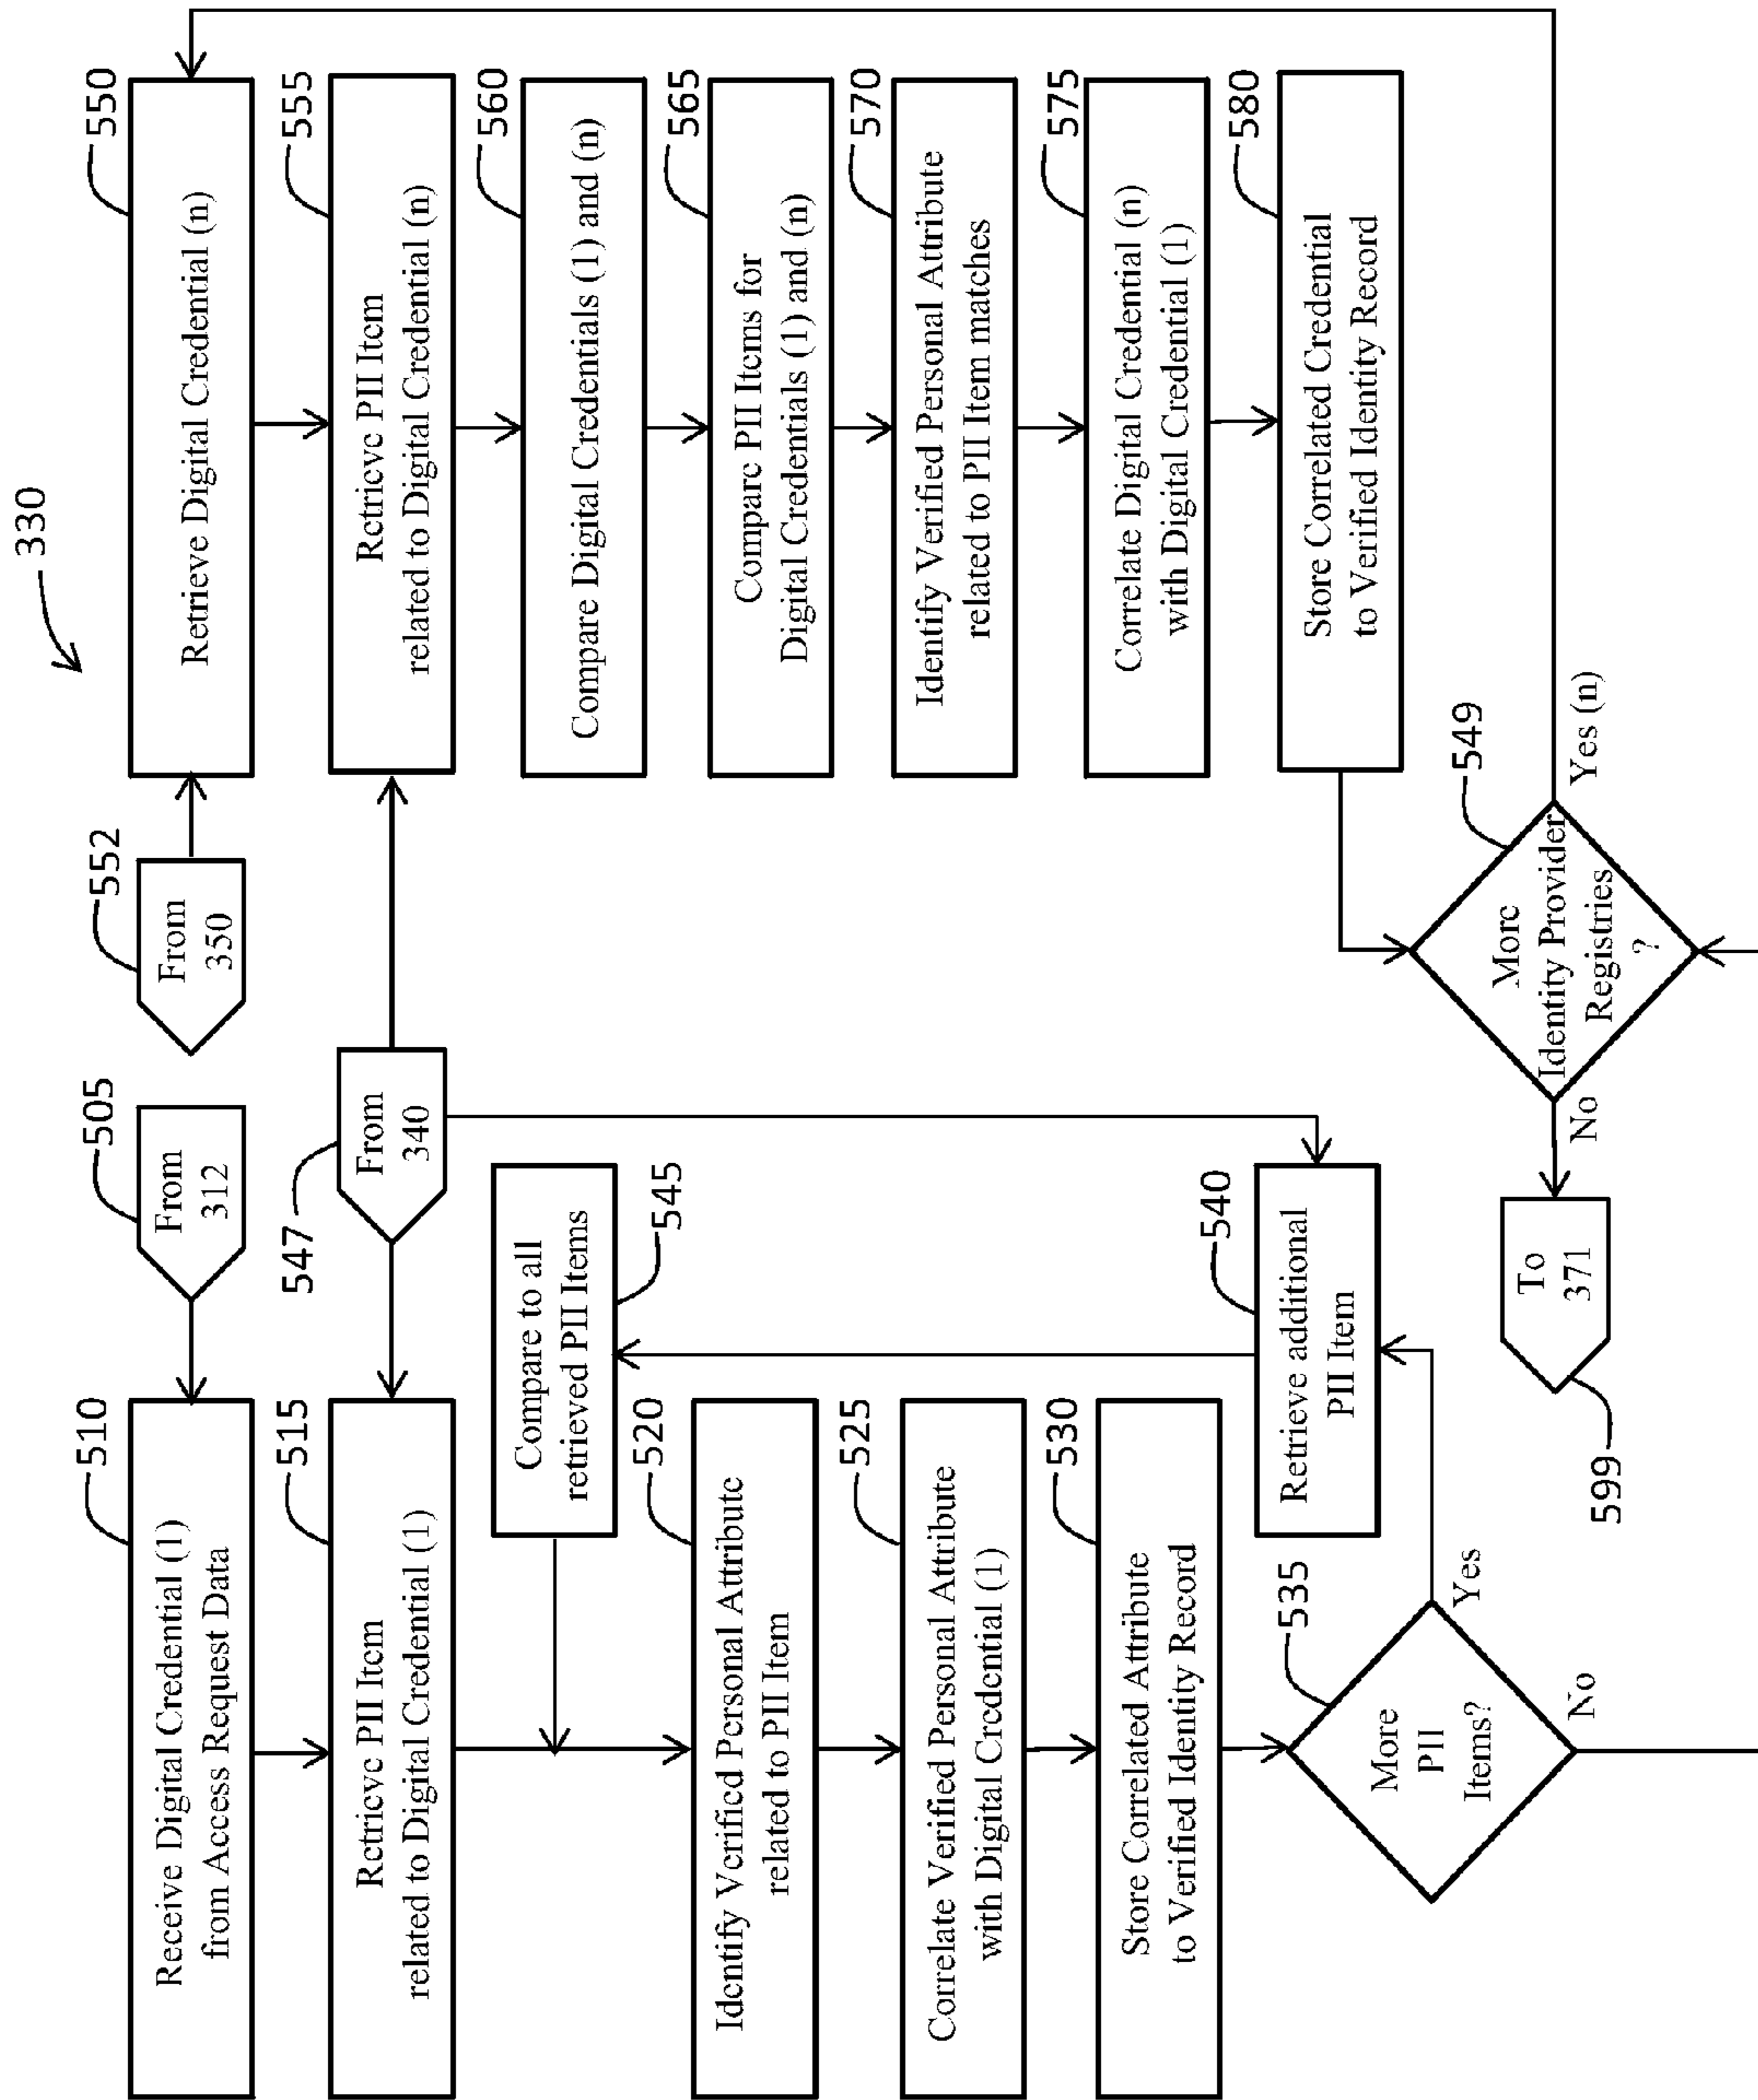 330
510
Receive Digital Credential (1)
from Access Request Data
505
From
312
515
Retrieve PII Item
related to Digital Credential (1)
547
From
340
545
Compare to all
retrieved PII Items
520
Identify Verified Personal Attribute
related to PII Item
525
Correlate Verified Personal Attribute
with Digital Credential (1)
530
Store Correlated Attribute
to Verified Identity Record
535
More
PII
Items?
Yes
No
540
Retrieve additional
PII Item
552
From
350
550
Retrieve Digital Credential (n)
555
Retrieve PII Item
related to Digital Credential (n)
560
Compare Digital Credentials (1) and (n)
565
Compare PII Items for
Digital Credentials (1) and (n)
570
Identify Verified Personal Attribute
related to PII Item matches
575
Correlate Digital Credential (n)
with Digital Credential (1)
580
Store Correlated Credential
to Verified Identity Record
549
More
Identity Provider
Registries
?
Yes (n)
No
To
371
599